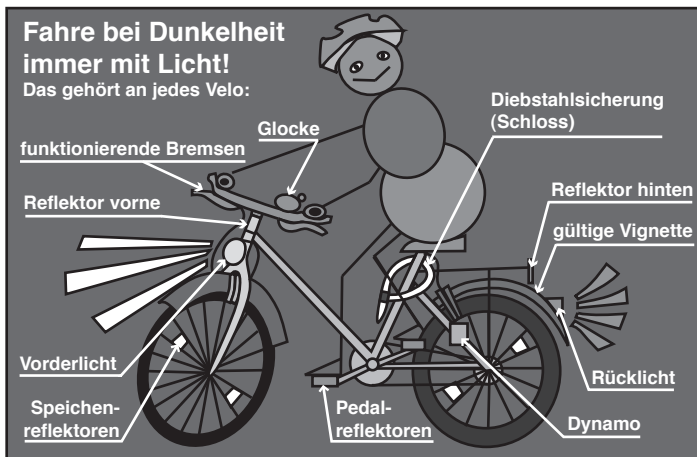 Fahre bei Dunkelheit
immer mit Licht!
Das gehört an jedes Velo:
Diebstahlsicherung
(Schloss)
Glocke
funktionierende Bremsen
Reflektor hinten
Reflektor vorne
gültige Vignette
Vorderlicht
Rücklicht
Speichen-
reflektoren
Pedal-
reflektoren
Dynamo